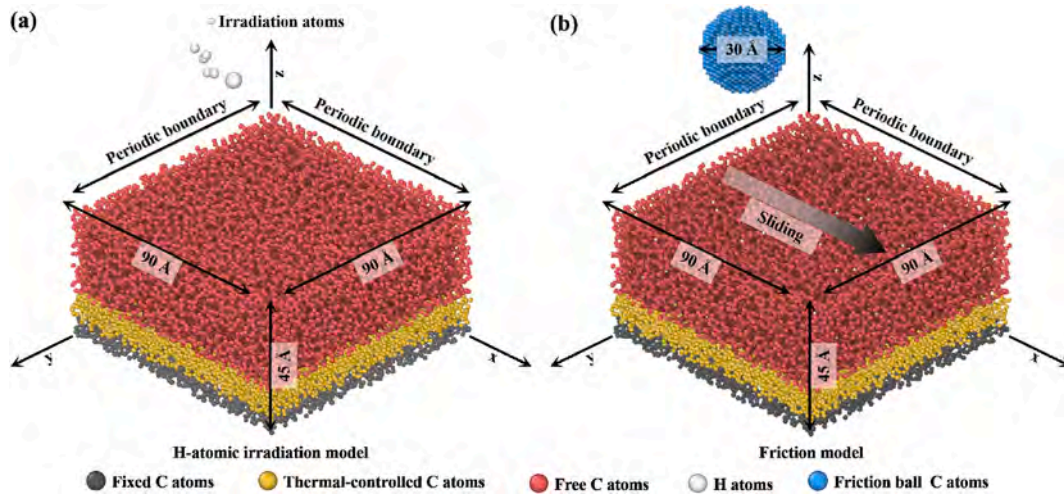 (a)
Irradiation atoms
z
Periodic boundary
Periodic boundary
90 Å
90 Å
45 Å
y
x
H-atomic irradiation model
(b)
30 Å
z
Periodic boundary
Periodic boundary
Sliding
90 Å
90 Å
45 Å
y
x
Friction model
Fixed C atoms
Thermal-controlled C atoms
Free C atoms
H atoms
Friction ball C atoms